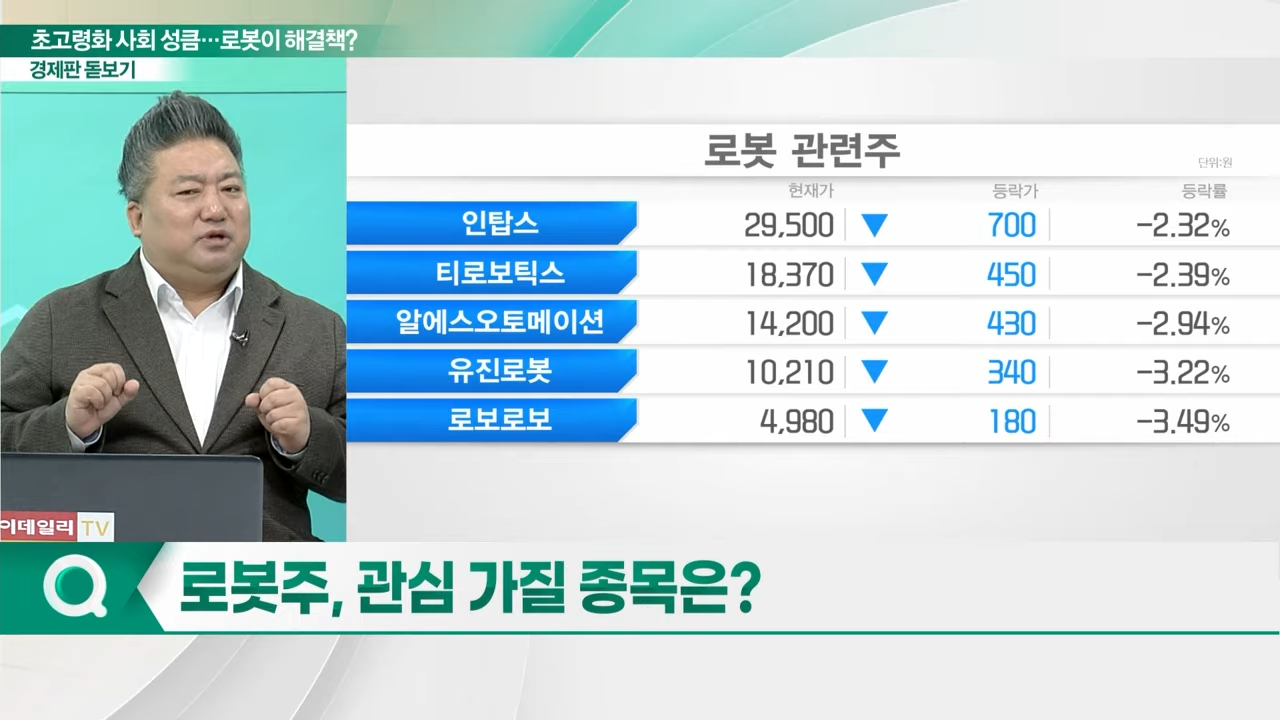 초고령화 사회 성큼…로봇이 해결책?
경제판 돋보기
로봇 관련주
단위:원
현재가 등락가 등락률
인탑스 29,500 ▼ 700 -2.32%
티로보틱스 18,370 ▼ 450 -2.39%
알에스오토메이션 14,200 ▼ 430 -2.94%
유진로봇 10,210 ▼ 340 -3.22%
로보로보 4,980 ▼ 180 -3.49%
이데일리 TV
로봇주, 관심 가질 종목은?